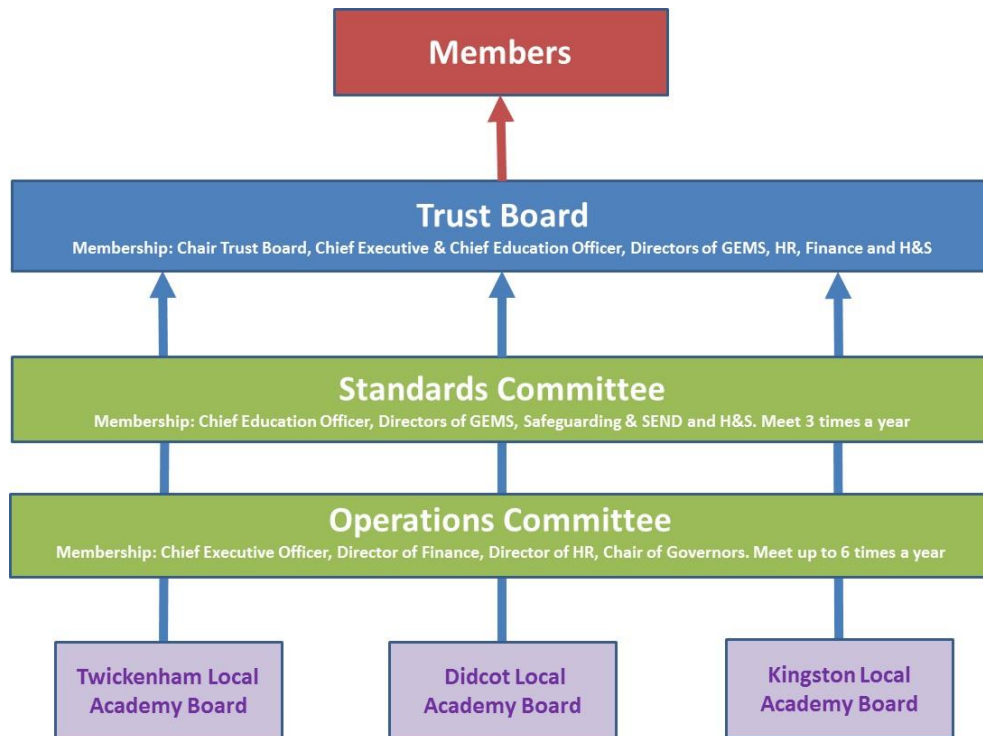 Members
Trust Board
Membership: Chair Trust Board, Chief Executive & Chief Education Officer, Directors of GEMS, HR, Finance and H&S
Standards Committee
Membership: Chief Education Officer, Directors of GEMS, Safeguarding & SEND and H&S. Meet 3 times a year
Operations Committee
Membership: Chief Executive Officer, Director of Finance, Director of HR, Chair of Governors. Meet up to 6 times a year
Twickenham Local
Academy Board
Didcot Local
Academy Board
Kingston Local
Academy Board